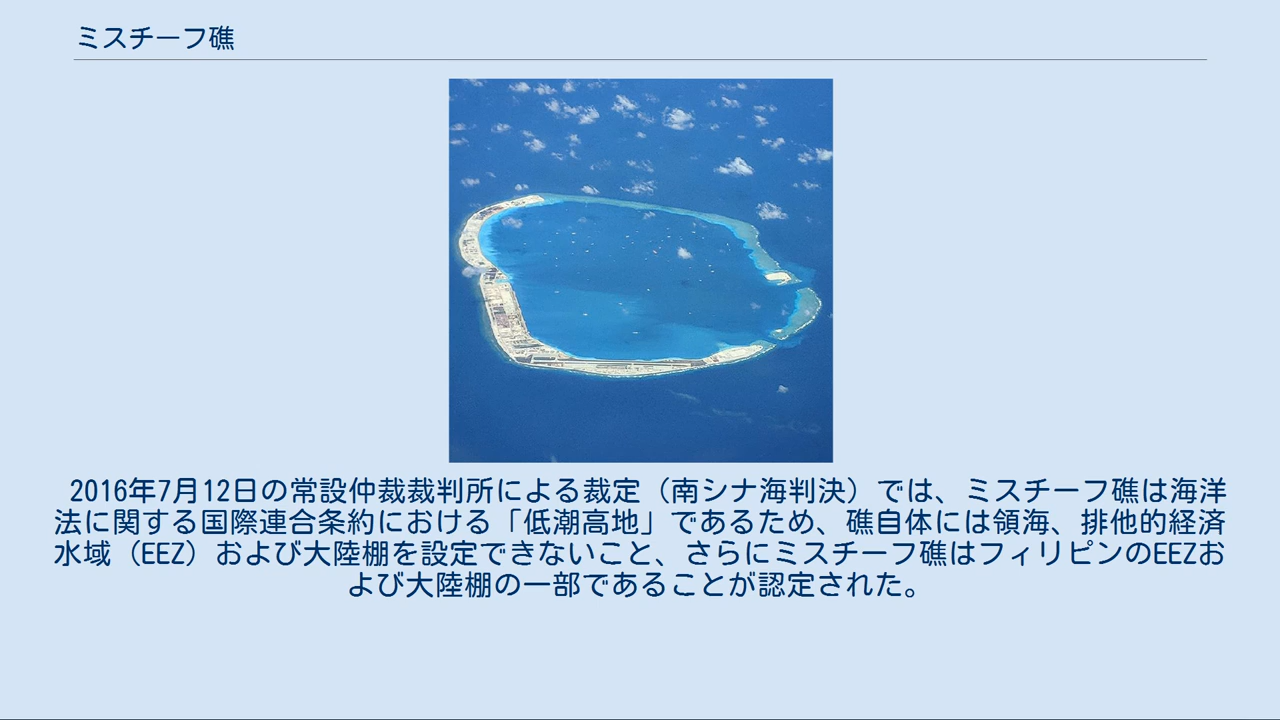 ミスチーフ礁
2016年7月12日の常設仲裁裁判所による裁定（南シナ海判決）では、ミスチーフ礁は海洋
法に関する国際連合条約における「低潮高地」であるため、礁自体には領海、排他的経済
水域（EEZ）および大陸棚を設定できないこと、さらにミスチーフ礁はフィリピンのEEZお
よび大陸棚の一部であることが認定された。